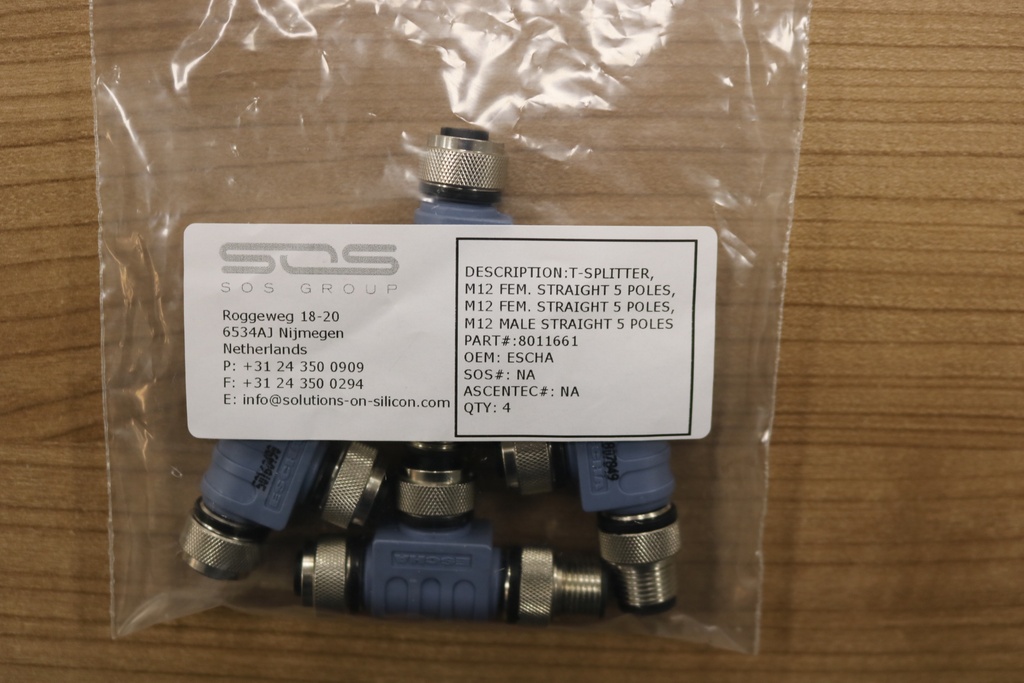 SOS
SOS GROUP
Roggeweg 18-20
6534AJ Nijmegen
Netherlands
P: +31 24 350 0909
F: +31 24 350 0294
E: info@solutions-on-silicon.com
DESCRIPTION:T-SPLITTER,
M12 FEM. STRAIGHT 5 POLES,
M12 FEM. STRAIGHT 5 POLES,
M12 MALE STRAIGHT 5 POLES
PART#:8011661
OEM: ESCHA
SOS#: NA
ASCENTEC#: NA
QTY: 4
ESCHA